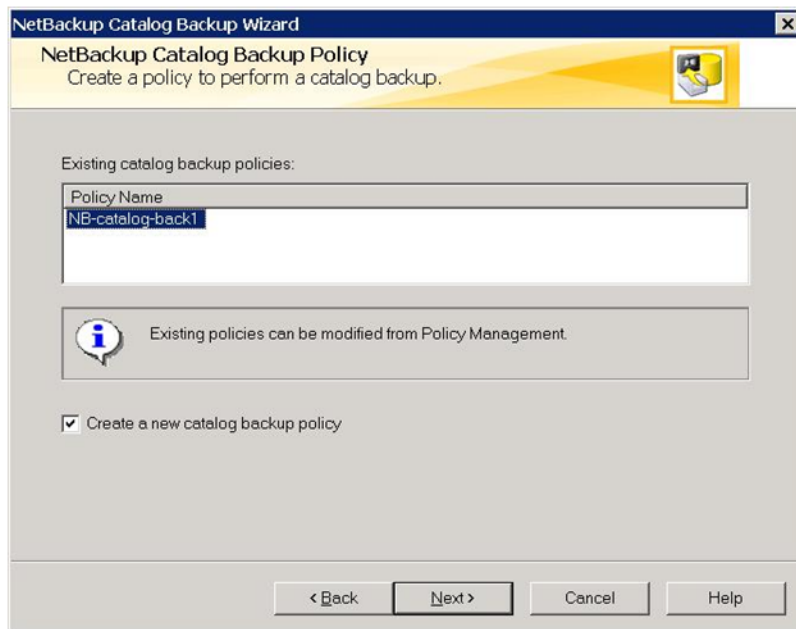 NetBackup Catalog Backup Wizard
NetBackup Catalog Backup Policy
Create a policy to perform a catalog backup.
Existing catalog backup policies:
Policy Name
NB-catalog-back1
Existing policies can be modified from Policy Management.
Create a new catalog backup policy
< Back
Next >
Cancel
Help